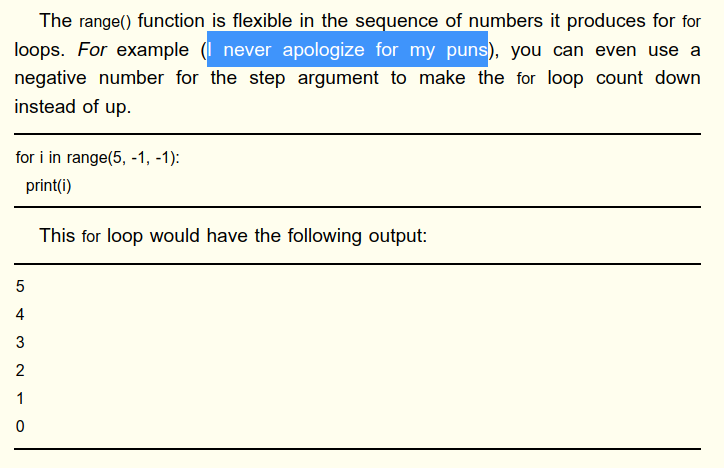 The range() function is flexible in the sequence of numbers it produces for for
loops. For example (I never apologize for my puns), you can even use a
negative number for the step argument to make the for loop count down
instead of up.
for i in range(5, -1, -1):
print(i)
This for loop would have the following output:
5
4
3
2
1
0